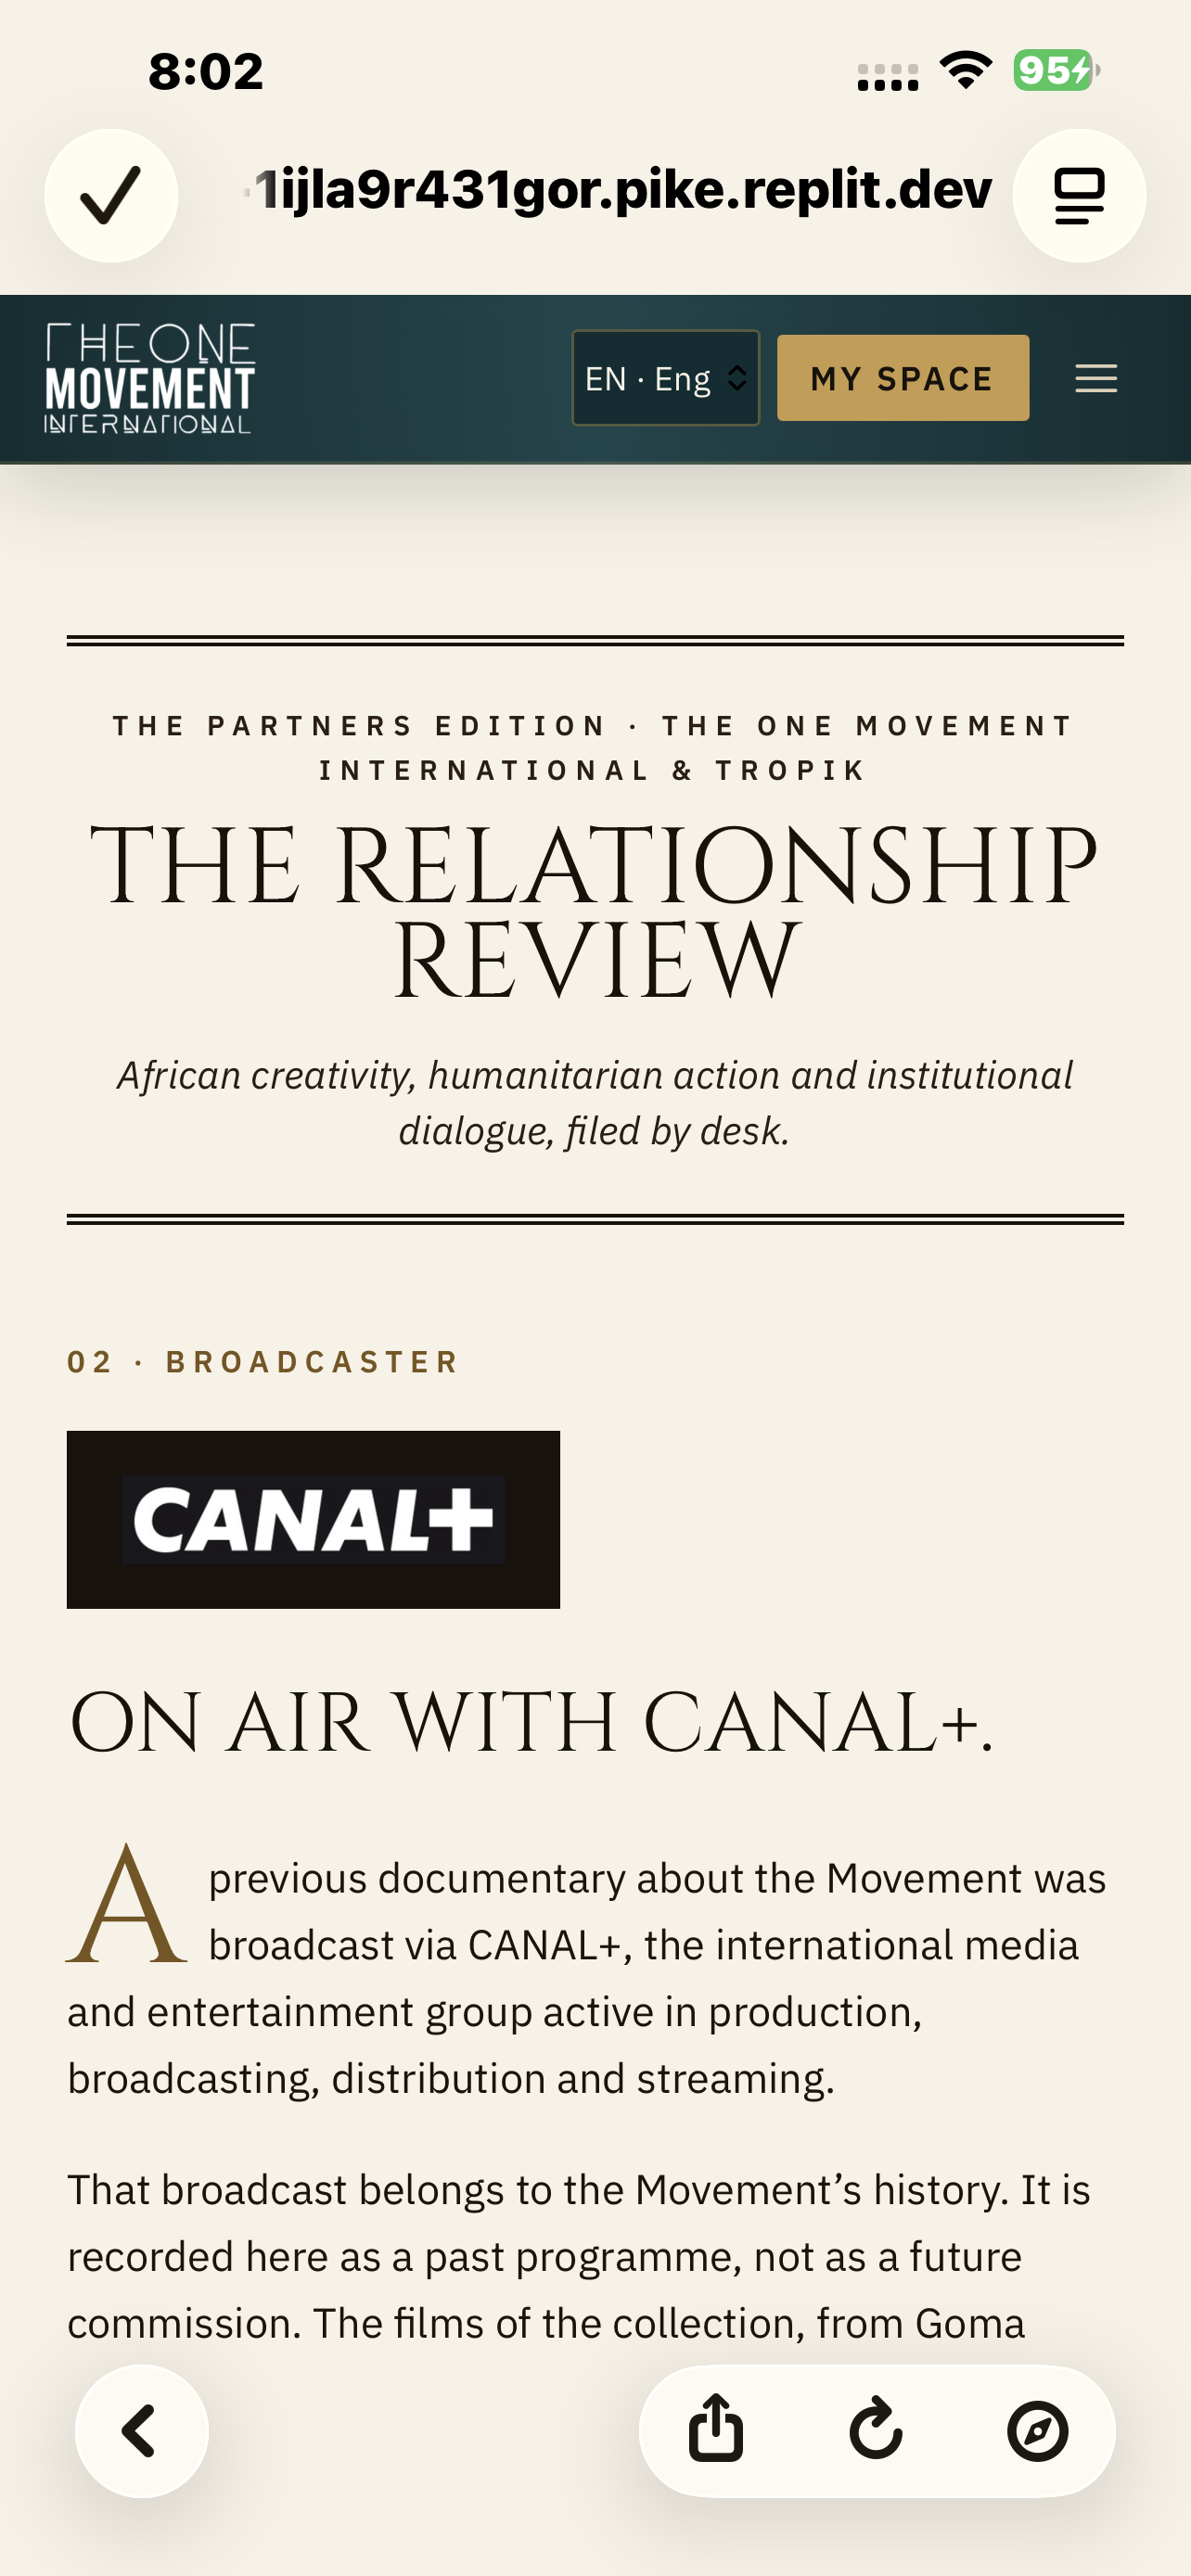 8:02
95
1ijla9r431gor.pike.replit.dev
THE ONE
MOVEMENT
INTERNATIONAL
EN · Eng
MY SPACE
THE PARTNERS EDITION · THE ONE MOVEMENT
INTERNATIONAL & TROPIK
THE RELATIONSHIP
REVIEW
African creativity, humanitarian action and institutional
dialogue, filed by desk.
02 · BROADCASTER
CANAL+
ON AIR WITH CANAL+.
A previous documentary about the Movement was
broadcast via CANAL+, the international media
and entertainment group active in production,
broadcasting, distribution and streaming.
That broadcast belongs to the Movement’s history. It is
recorded here as a past programme, not as a future
commission. The films of the collection, from Goma